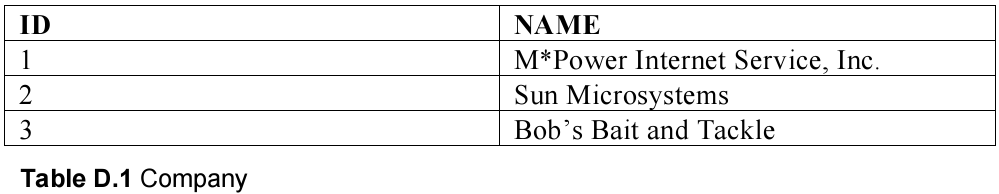 ID NAME
1 M*Power Internet Service, Inc.
2 Sun Microsystems
3 Bob’s Bait and Tackle
Table D.1 Company